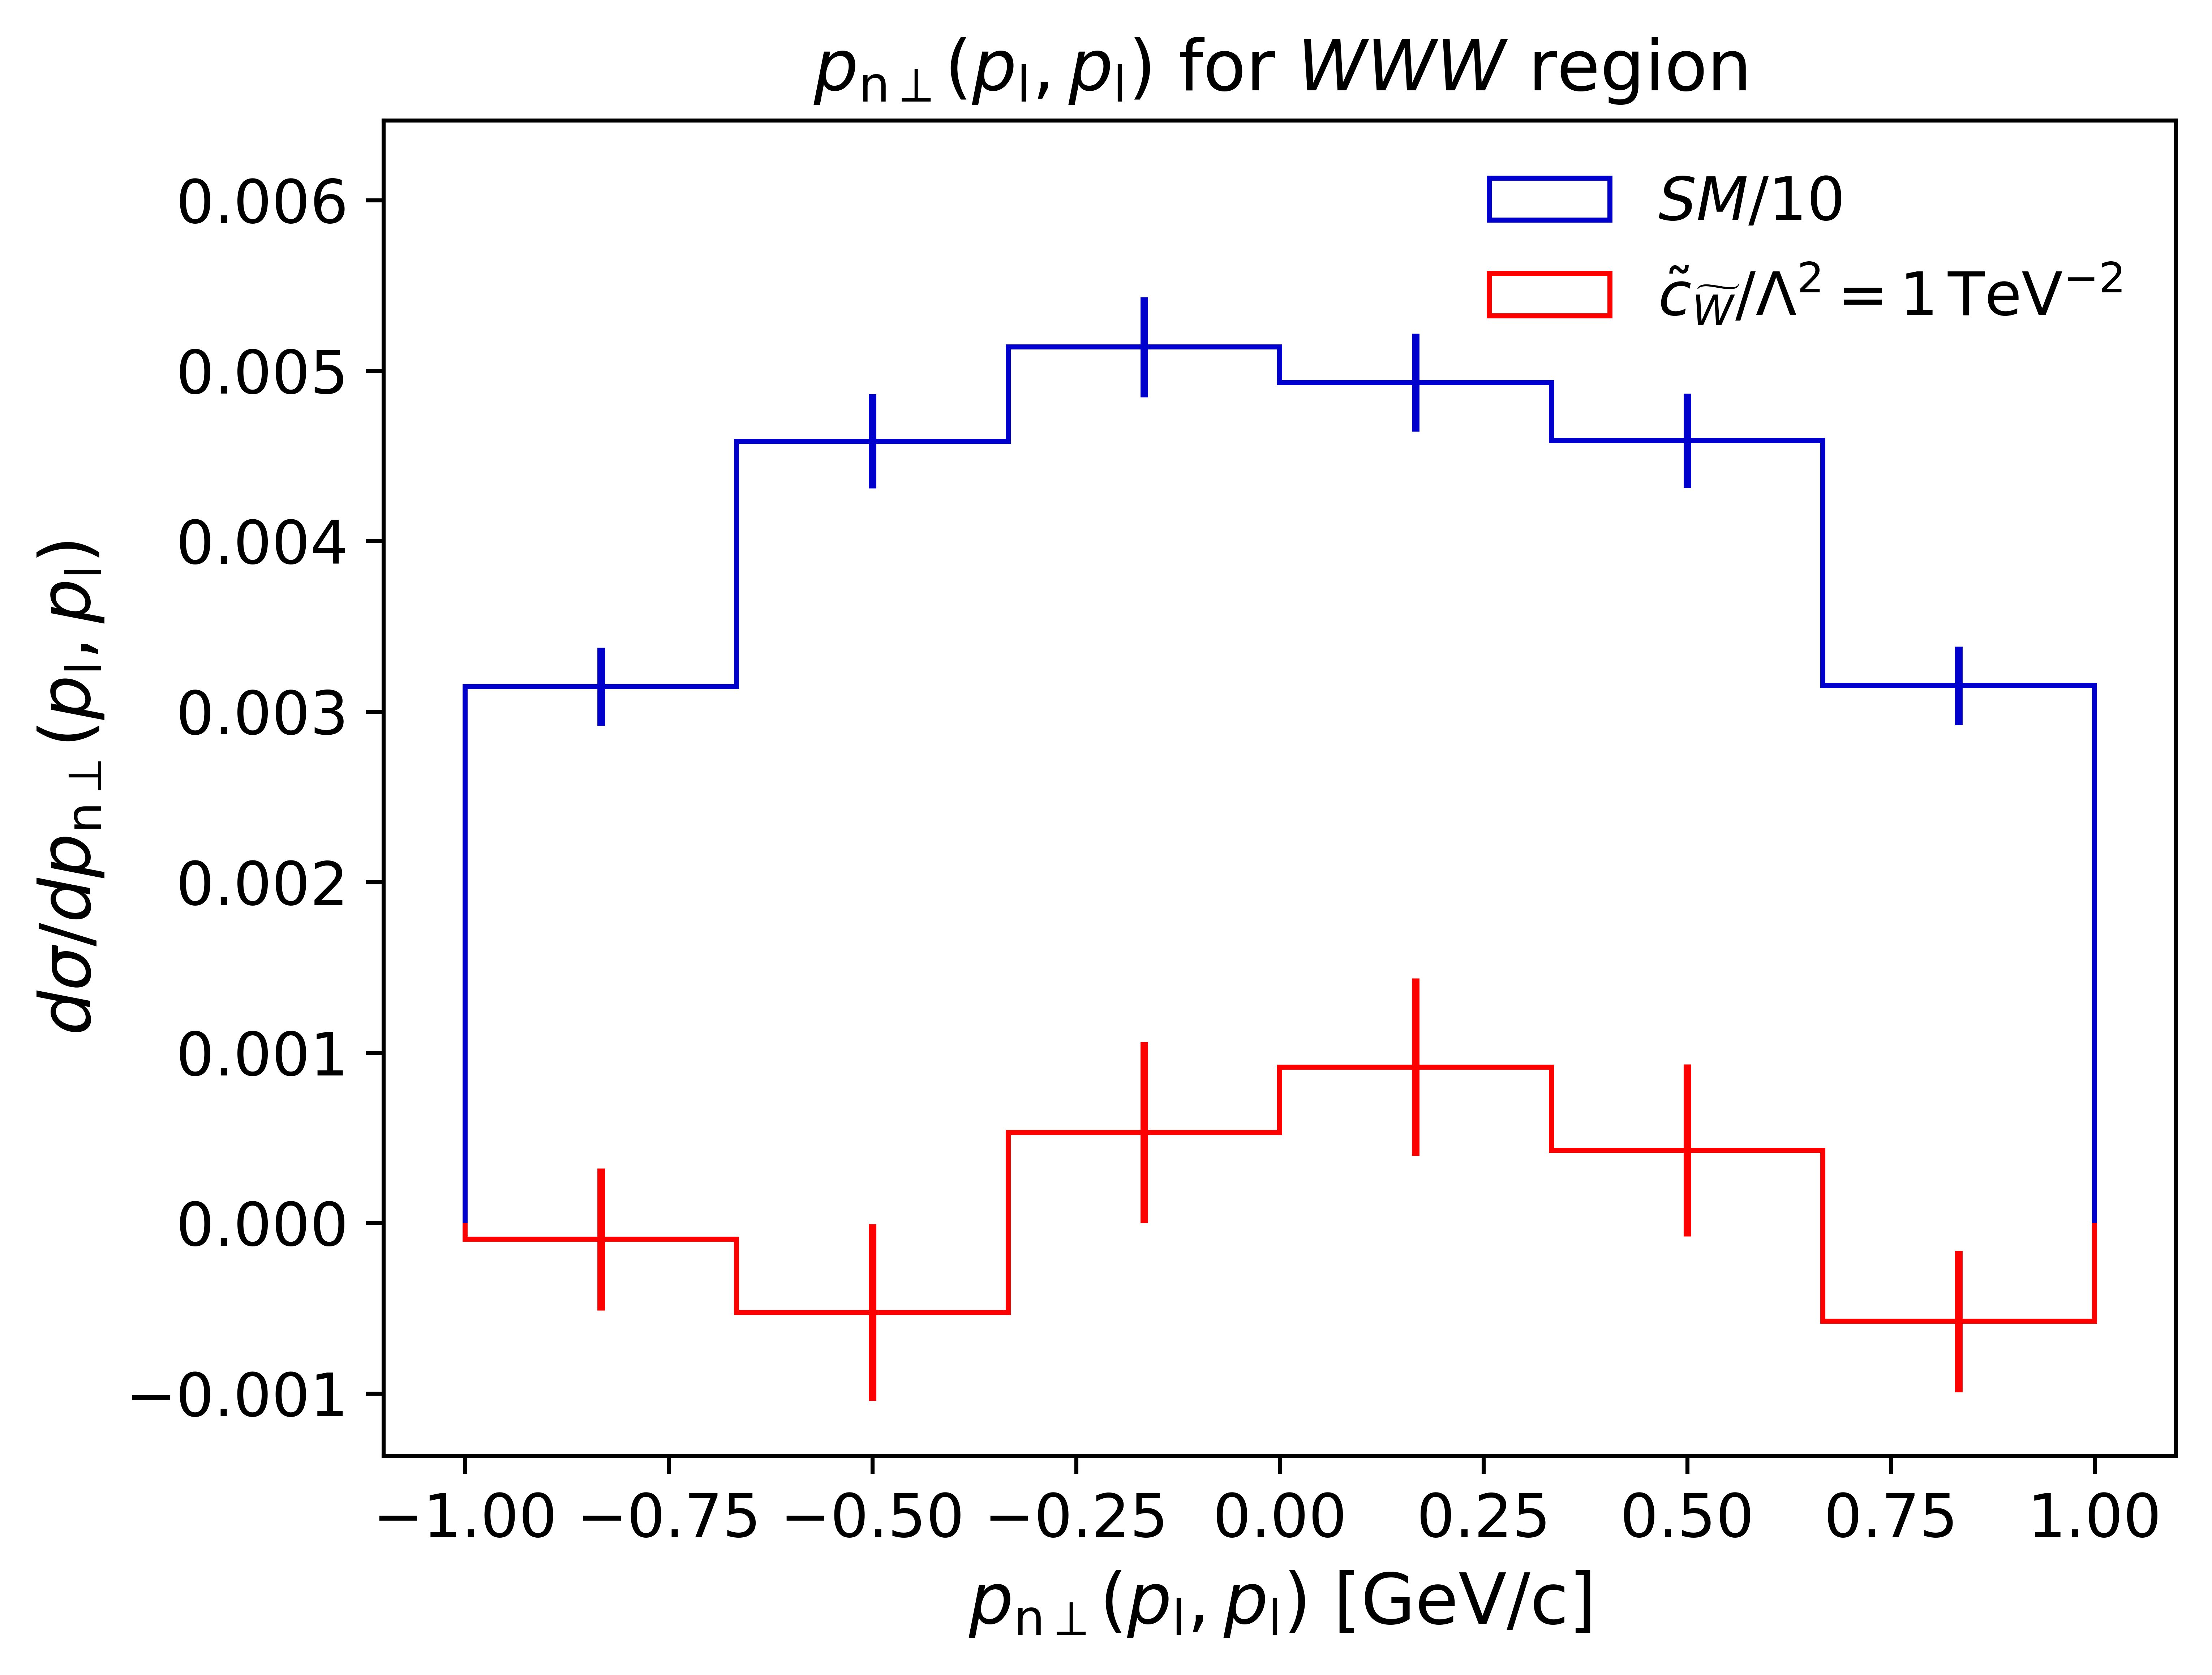 p_{n⊥}(p_l, p_l) for WWW region
SM/10
c̃_{W̃}/Λ² = 1 TeV⁻²
0.006
0.005
0.004
0.003
0.002
0.001
0.000
−0.001
dσ/dp_{n⊥}(p_l, p_l)
−1.00 −0.75 −0.50 −0.25 0.00 0.25 0.50 0.75 1.00
p_{n⊥}(p_l, p_l) [GeV/c]